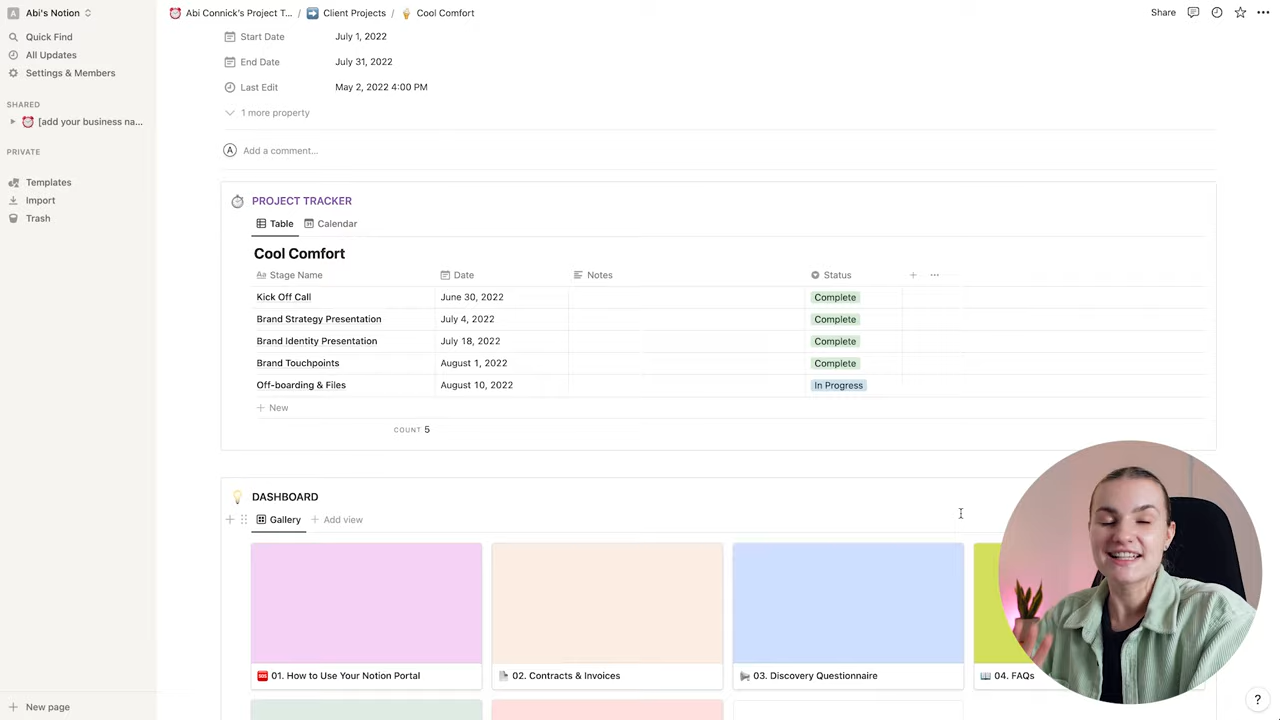 A Abi's Notion
Abi Connick's Project T... / Client Projects / Cool Comfort
Share
Quick Find
All Updates
Settings & Members
SHARED
[add your business na...
PRIVATE
Templates
Import
Trash
New page
Start Date July 1, 2022
End Date July 31, 2022
Last Edit May 2, 2022 4:00 PM
1 more property
A Add a comment...
PROJECT TRACKER
Table Calendar
Cool Comfort
Aa Stage Name Date Notes Status
Kick Off Call June 30, 2022 Complete
Brand Strategy Presentation July 4, 2022 Complete
Brand Identity Presentation July 18, 2022 Complete
Brand Touchpoints August 1, 2022 Complete
Off-boarding & Files August 10, 2022 In Progress
+ New
COUNT 5
DASHBOARD
Gallery + Add view
SOS 01. How to Use Your Notion Portal
02. Contracts & Invoices
03. Discovery Questionnaire
04. FAQs
?